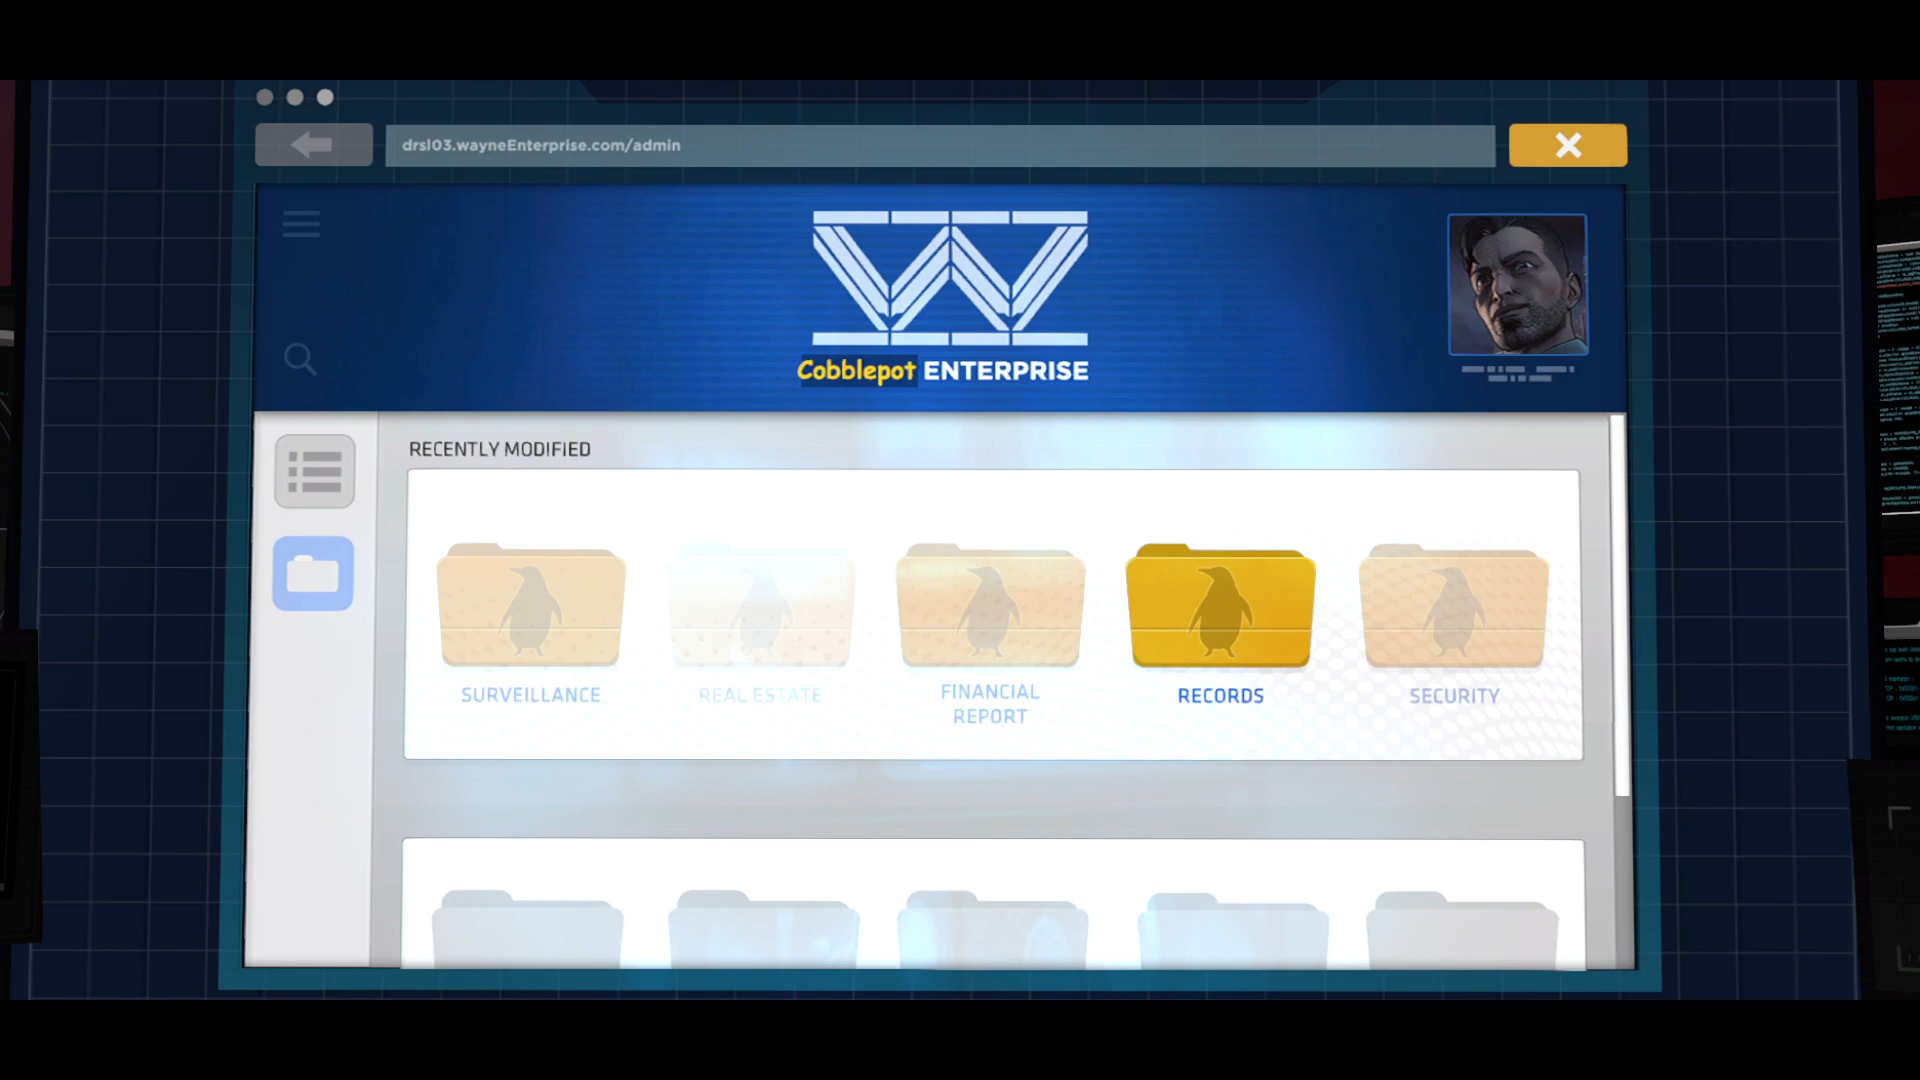 drsl03.wayneEnterprise.com/admin
Cobblepot ENTERPRISE
RECENTLY MODIFIED
SURVEILLANCE
REAL ESTATE
FINANCIAL
REPORT
RECORDS
SECURITY